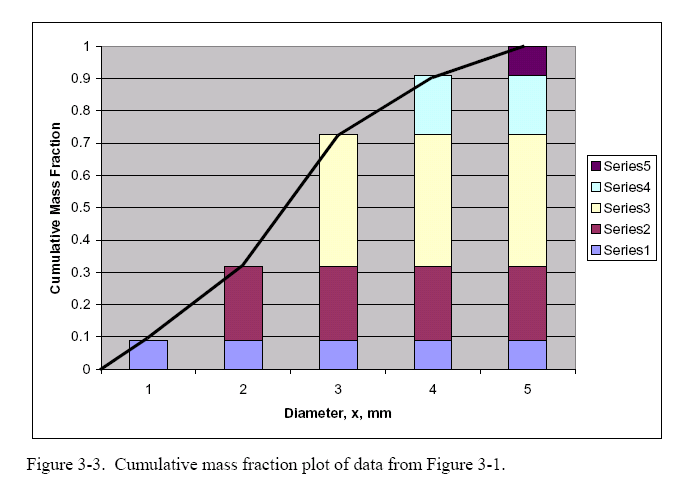 1
0.9
0.8
0.7
0.6
0.5
0.4
0.3
0.2
0.1
0
Cumulative Mass Fraction
1 2 3 4 5
Diameter, x, mm
Series5
Series4
Series3
Series2
Series1
Figure 3-3. Cumulative mass fraction plot of data from Figure 3-1.